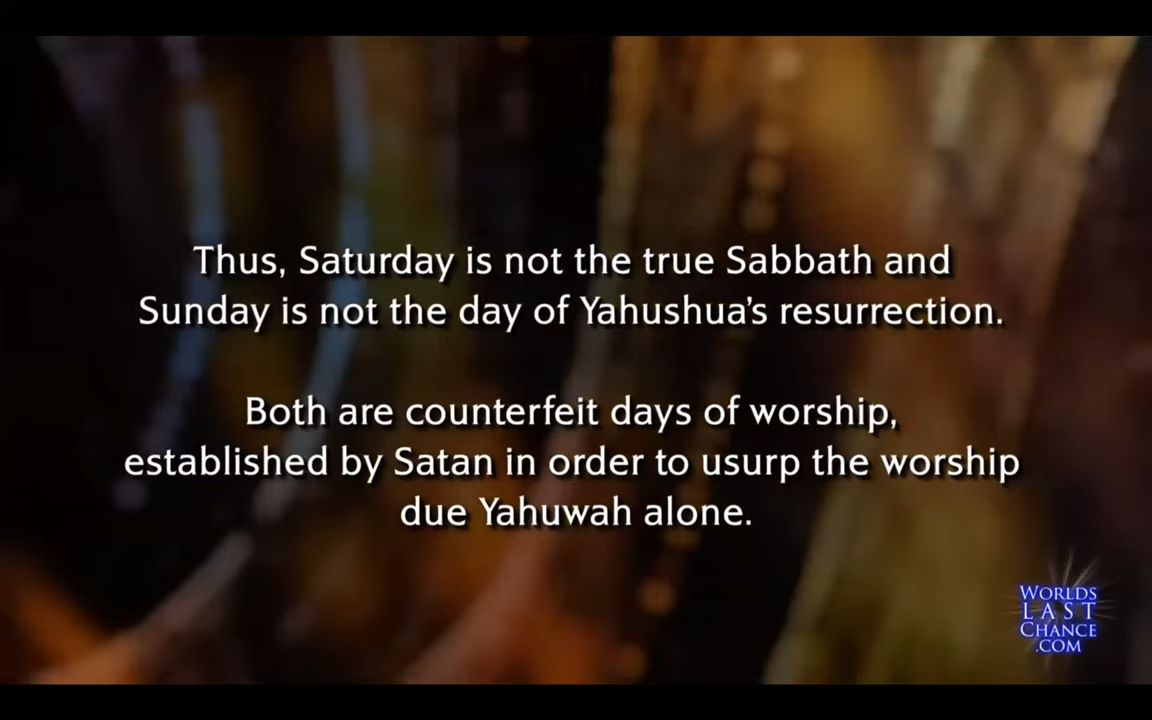 Thus, Saturday is not the true Sabbath and
Sunday is not the day of Yahushua's resurrection.
Both are counterfeit days of worship,
established by Satan in order to usurp the worship
due Yahuwah alone.
WORLDS
LAST
CHANCE
.COM